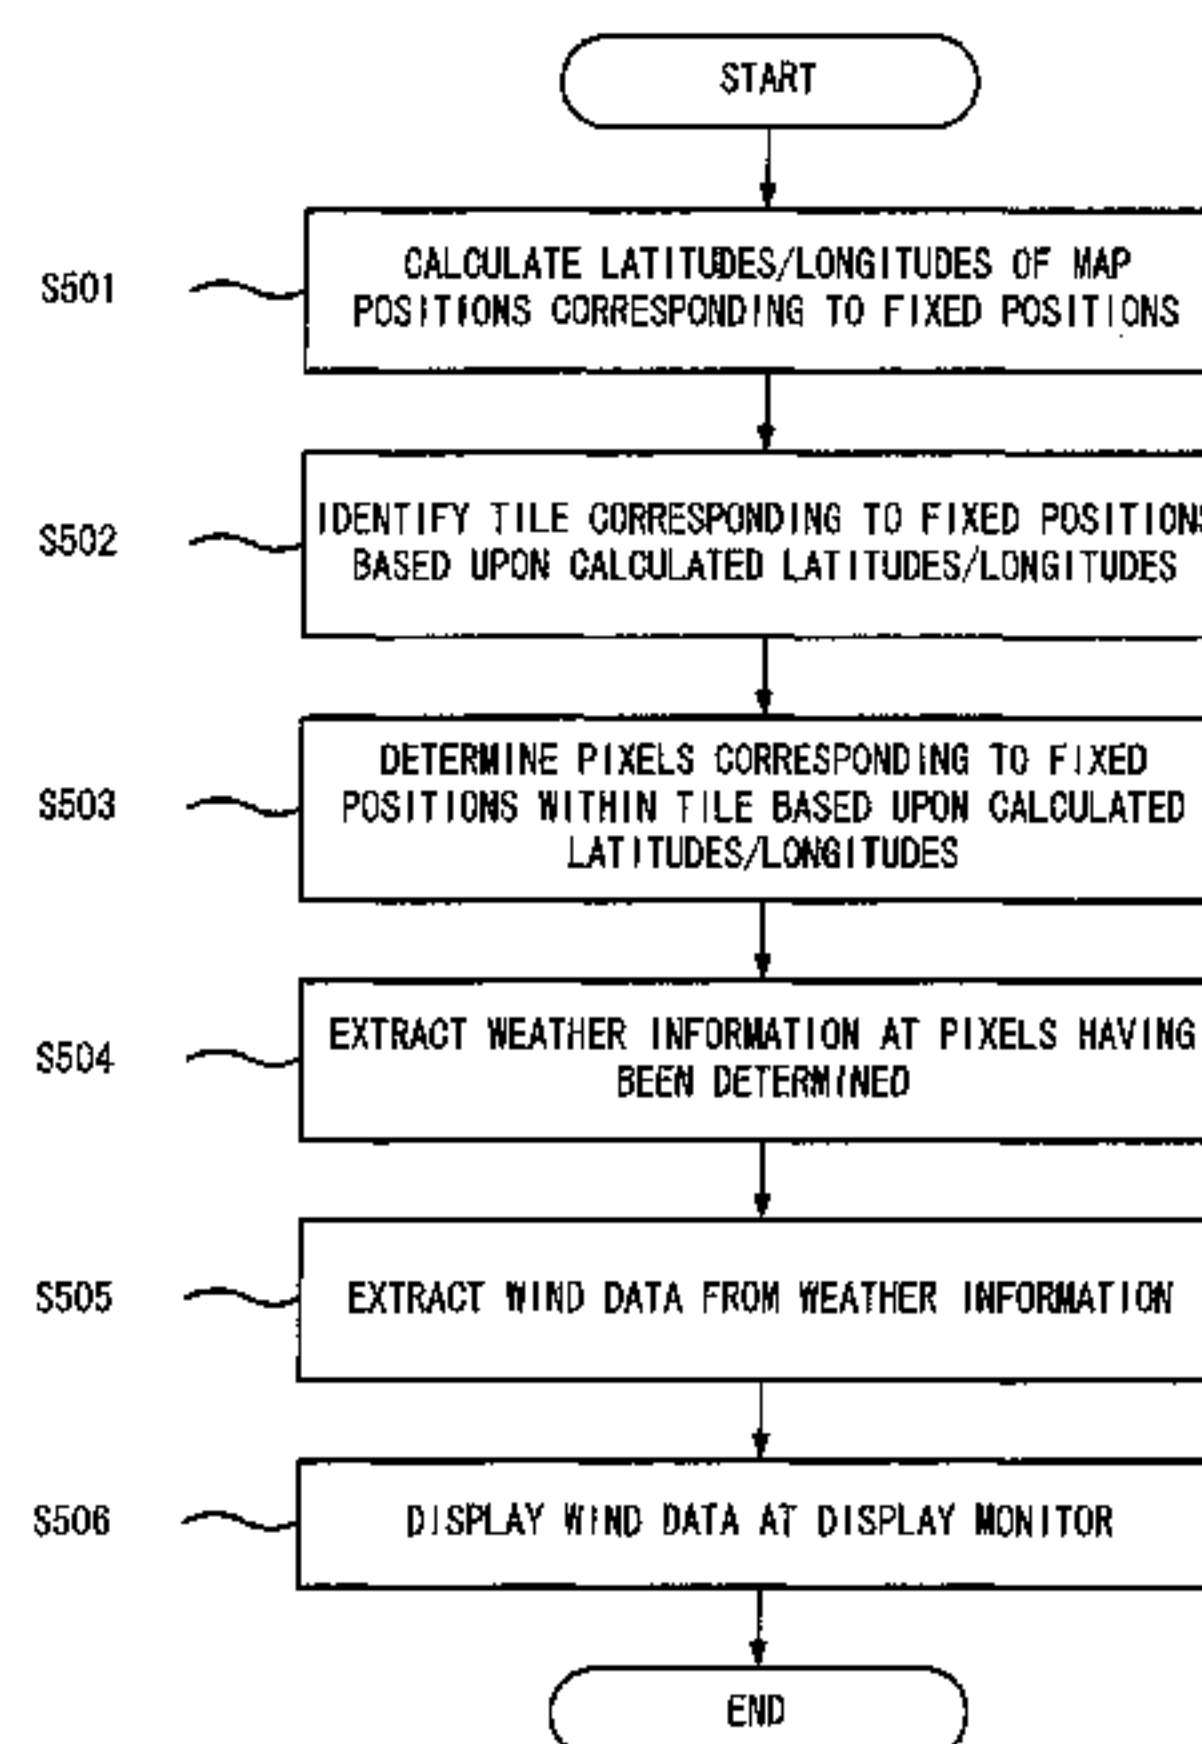 START
S501
CALCULATE LATITUDES/LONGITUDES OF MAP
POSITIONS CORRESPONDING TO FIXED POSITIONS
S502
IDENTIFY TILE CORRESPONDING TO FIXED POSITIONS
BASED UPON CALCULATED LATITUDES/LONGITUDES
S503
DETERMINE PIXELS CORRESPONDING TO FIXED
POSITIONS WITHIN TILE BASED UPON CALCULATED
LATITUDES/LONGITUDES
S504
EXTRACT WEATHER INFORMATION AT PIXELS HAVING
BEEN DETERMINED
S505
EXTRACT WIND DATA FROM WEATHER INFORMATION
S506
DISPLAY WIND DATA AT DISPLAY MONITOR
END